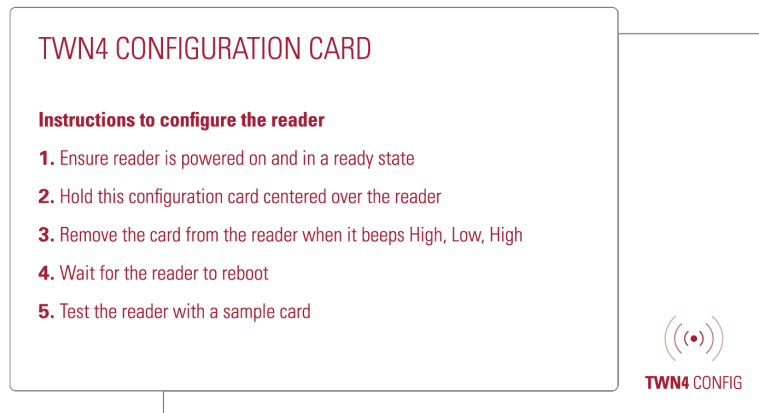 TWN4 CONFIGURATION CARD
Instructions to configure the reader
1. Ensure reader is powered on and in a ready state
2. Hold this configuration card centered over the reader
3. Remove the card from the reader when it beeps High, Low, High
4. Wait for the reader to reboot
5. Test the reader with a sample card
TWN4 CONFIG